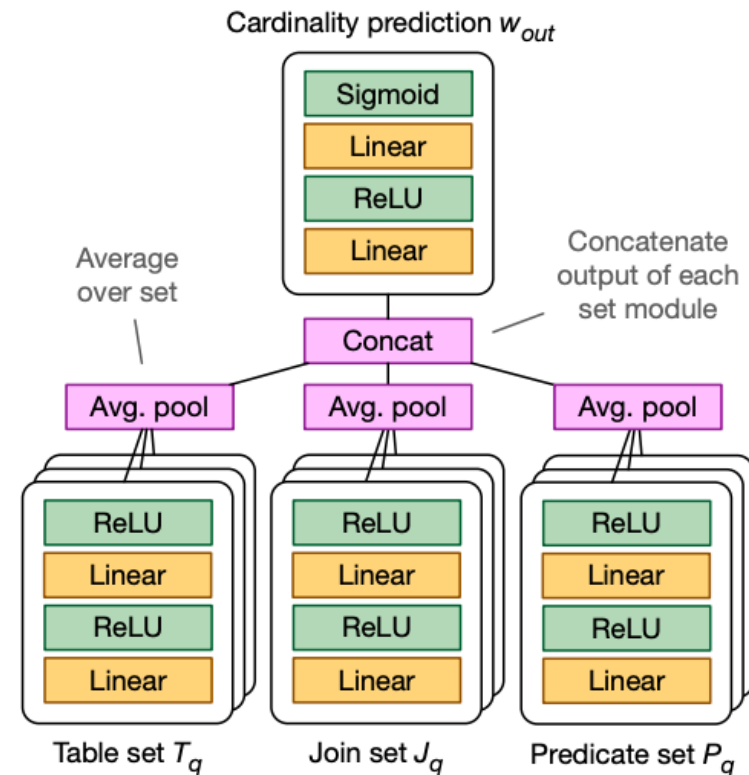 Cardinality prediction w_out
Sigmoid
Linear
ReLU
Linear
Average
over set
Concatenate
output of each
set module
Concat
Avg. pool
Avg. pool
Avg. pool
ReLU
Linear
ReLU
Linear
ReLU
Linear
ReLU
Linear
ReLU
Linear
ReLU
Linear
Table set T_q
Join set J_q
Predicate set P_q